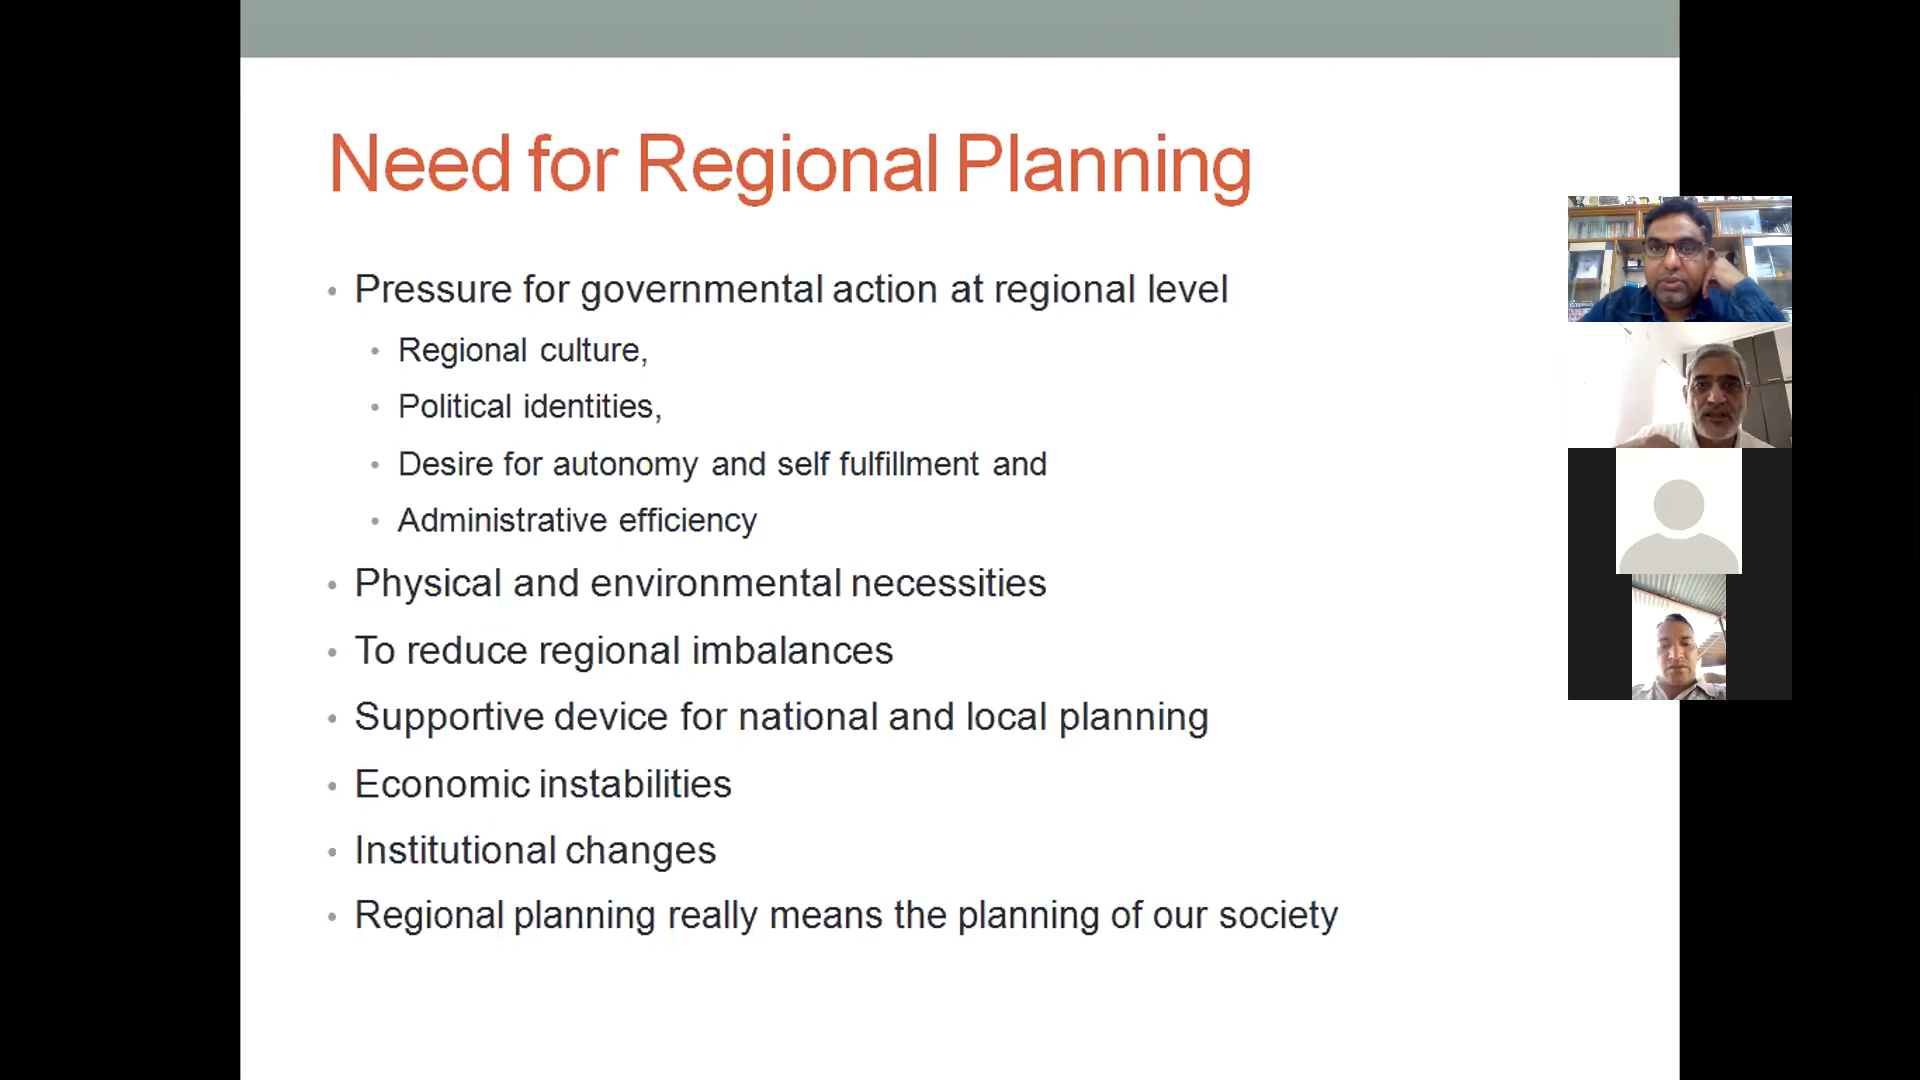 Need for Regional Planning
• Pressure for governmental action at regional level
• Regional culture,
• Political identities,
• Desire for autonomy and self fulfillment and
• Administrative efficiency
• Physical and environmental necessities
• To reduce regional imbalances
• Supportive device for national and local planning
• Economic instabilities
• Institutional changes
• Regional planning really means the planning of our society